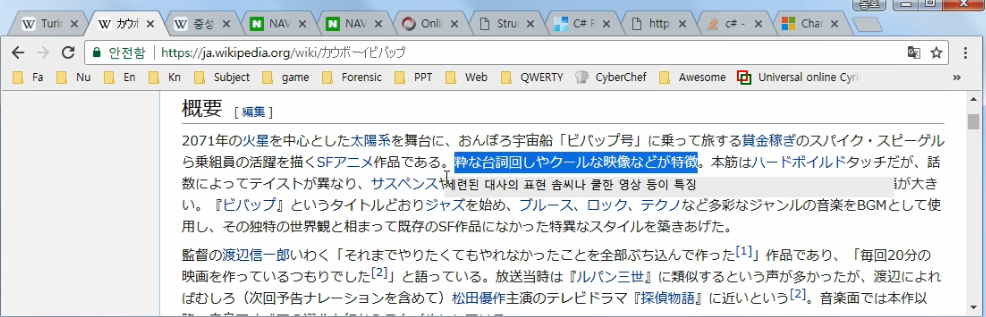 Turin
カウボ
중성
NAV
NAV
Onli
Stru
C# F
http
c# -
Char
안전함 https://ja.wikipedia.org/wiki/カウボーイビバップ
Fa Nu En Kn Subject game Forensic PPT Web QWERTY CyberChef Awesome Universal online Cyri »
概要 [編集]
2071年の火星を中心とした太陽系を舞台に、おんぼろ宇宙船「ビバップ号」に乗って旅する賞金稼ぎのスパイク・スピーゲル
ら乗組員の活躍を描くSFアニメ作品である。粋な台詞回しやクールな映像などが特徴。本筋はハードボイルドタッチだが、話
数によってテイストが異なり、サスペンスや
세련된 대사의 표현 솜씨나 쿨한 영상 등이 특징
幅が大き
い。『ビバップ』というタイトルどおりジャズを始め、ブルース、ロック、テクノなど多彩なジャンルの音楽をBGMとして使
用し、その独特の世界観と相まって既存のSF作品になかった特異なスタイルを築きあげた。
監督の渡辺信一郎いわく「それまでやりたくてもやれなかったことを全部ぶち込んで作った[1]」作品であり、「毎回20分の
映画を作っているつもりでした[2]」と語っている。放送当時は『ルパン三世』に類似するという声が多かったが、渡辺によれ
ばむしろ（次回予告ナレーションを含めて）松田優作主演のテレビドラマ『探偵物語』に近いという[2]。音楽面では本作以